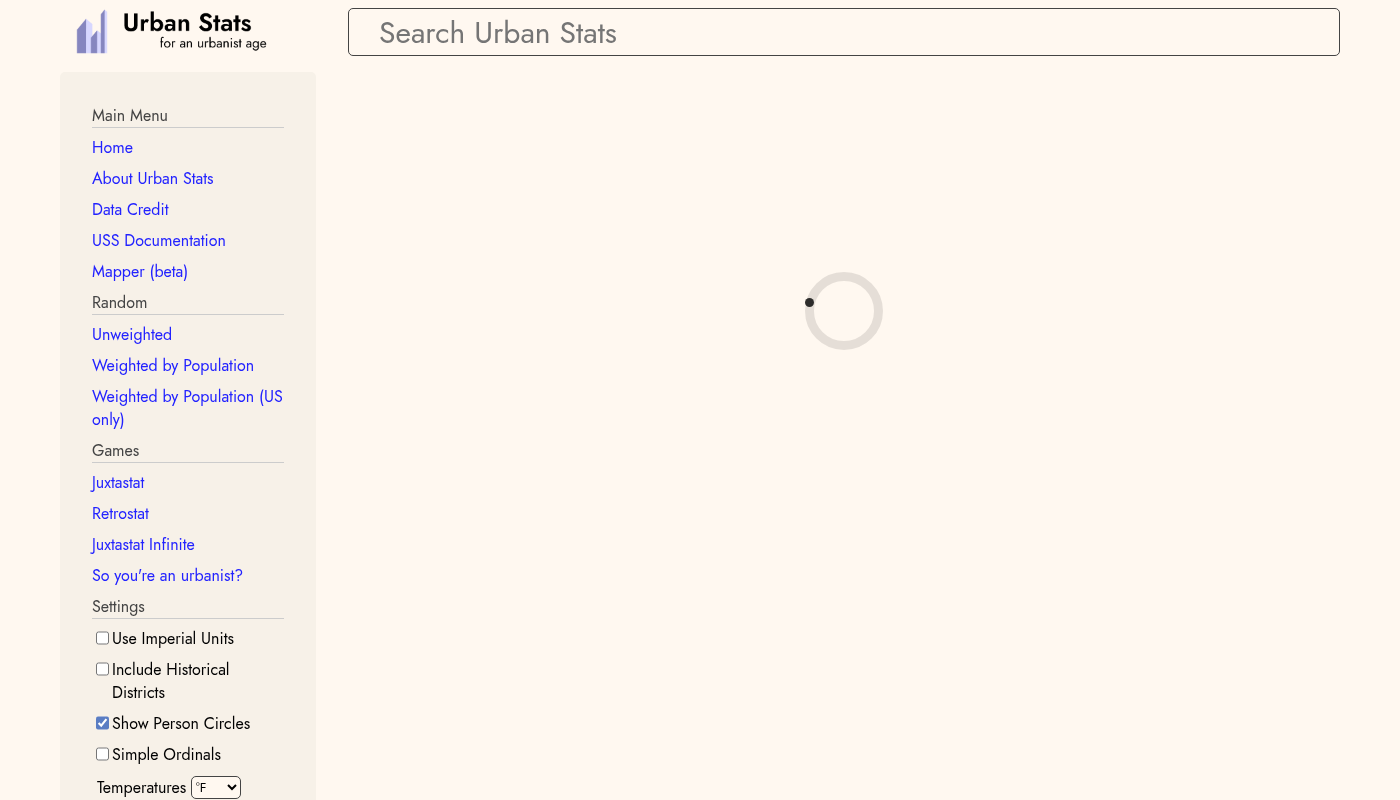 Urban Stats
for an urbanist age
Search Urban Stats
Main Menu
Home
About Urban Stats
Data Credit
USS Documentation
Mapper (beta)
Random
Unweighted
Weighted by Population
Weighted by Population (US
only)
Games
Juxtastat
Retrostat
Juxtastat Infinite
So you're an urbanist?
Settings
Use Imperial Units
Include Historical
Districts
Show Person Circles
Simple Ordinals
Temperatures °F